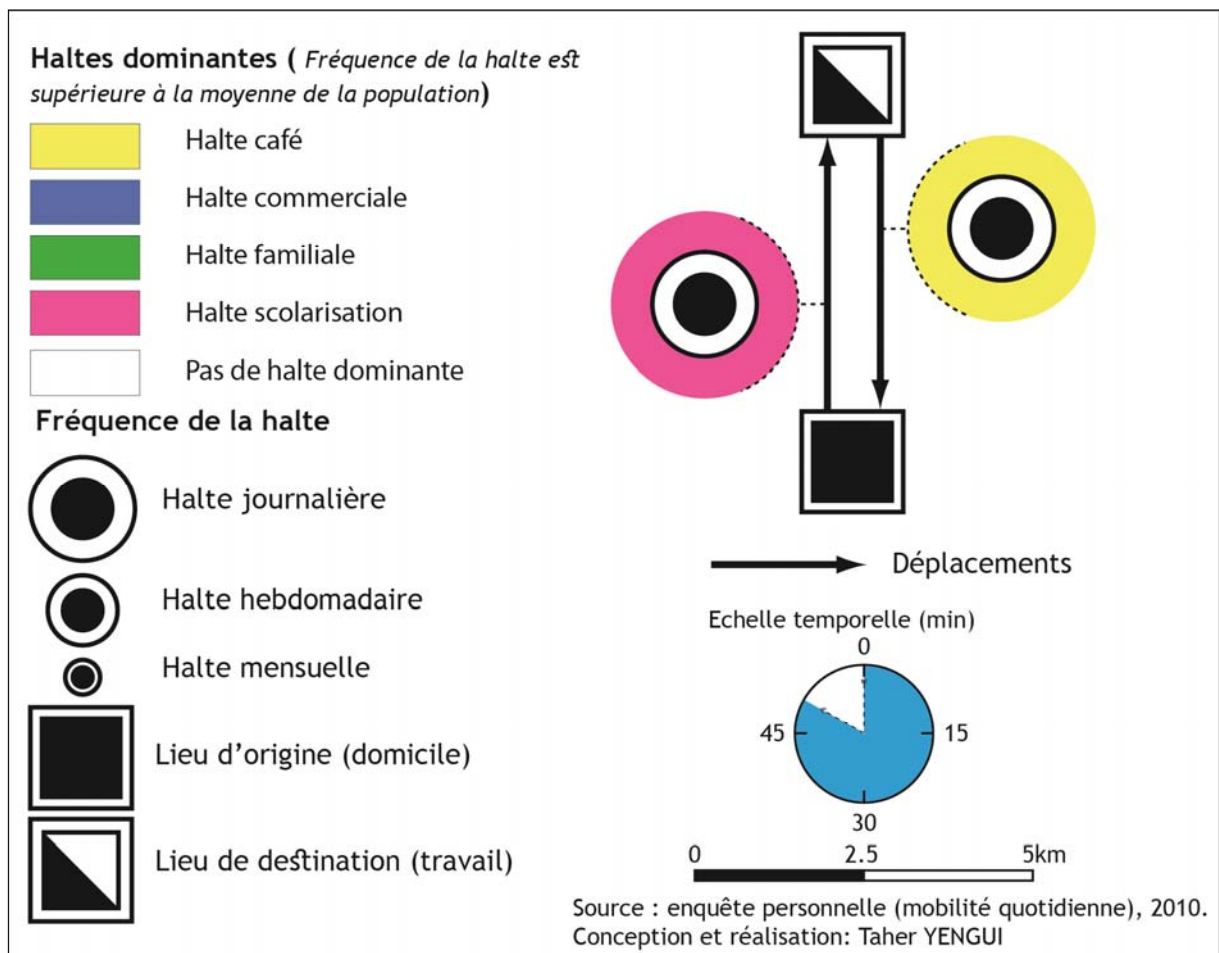 Haltes dominantes ( Fréquence de la halte est
supérieure à la moyenne de la population)
Halte café
Halte commerciale
Halte familiale
Halte scolarisation
Pas de halte dominante
Fréquence de la halte
Halte journalière
Halte hebdomadaire
Halte mensuelle
Lieu d'origine (domicile)
Lieu de destination (travail)
Déplacements
Echelle temporelle (min)
0
45
15
30
0 2.5 5km
Source : enquête personnelle (mobilité quotidienne), 2010.
Conception et réalisation: Taher YENGUI